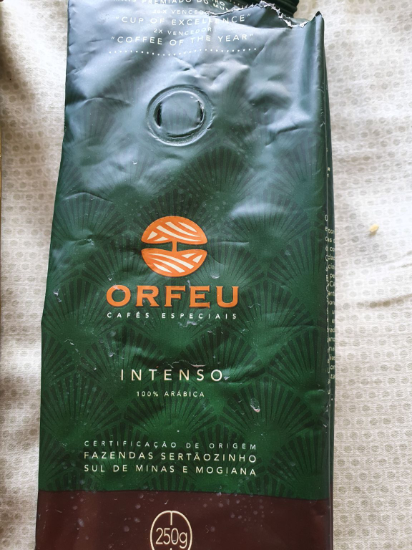 "CUP OF EXCELLENCE"
"COFFEE OF THE YEAR"
ORFEU
CAFÉS ESPECIAIS
INTENSO
100% ARÁBICA
CERTIFICAÇÃO DE ORIGEM
FAZENDAS SERTÃOZINHO
SUL DE MINAS E MOGIANA
250g